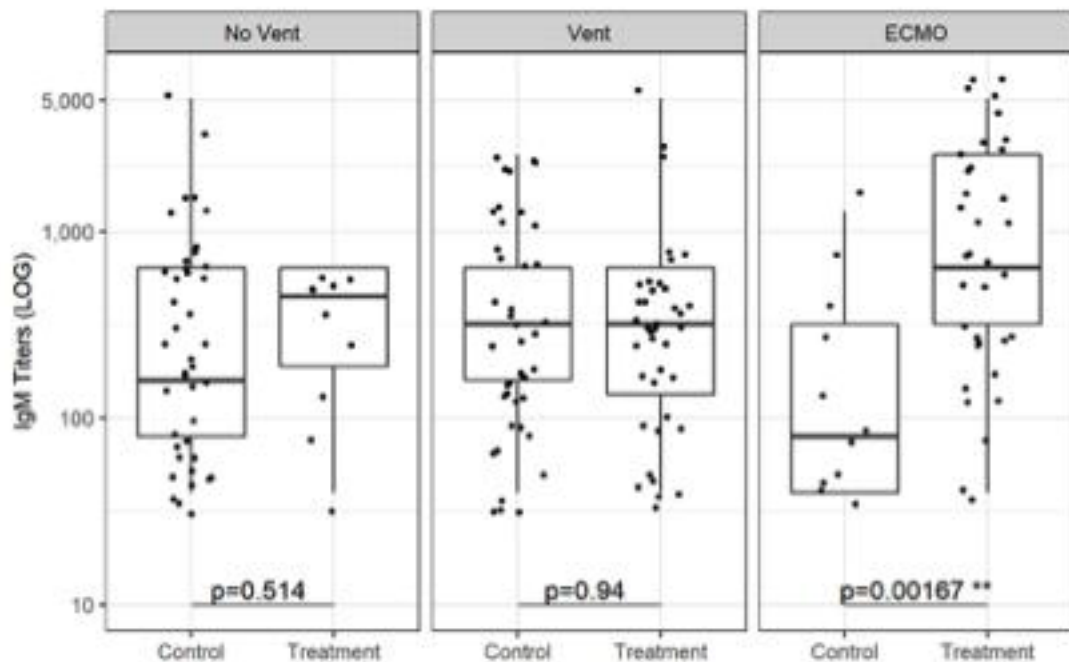 No Vent Vent ECMO
IgM Titers (LOG)
5,000
1,000
100
10
p=0.514 p=0.94 p=0.00167 **
Control Treatment Control Treatment Control Treatment